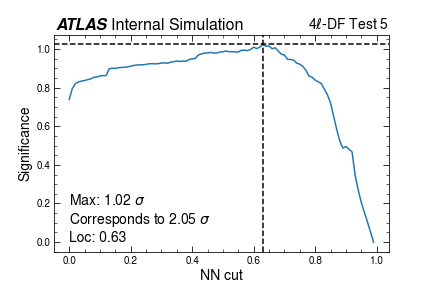 ATLAS Internal Simulation
4ℓ-DF Test 5
Significance
1.0
0.8
0.6
0.4
0.2
0.0
Max: 1.02 σ
Corresponds to 2.05 σ
Loc: 0.63
0.0 0.2 0.4 0.6 0.8 1.0
NN cut